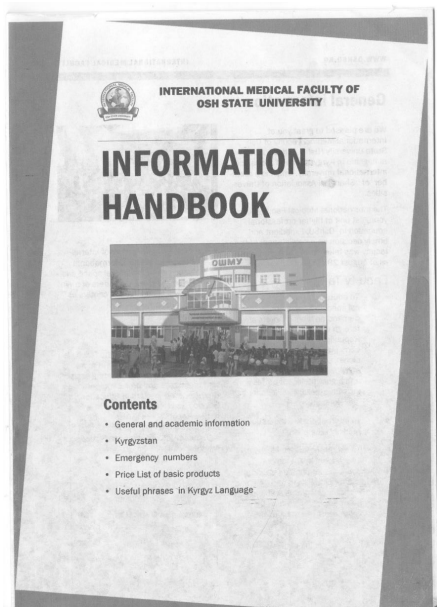 INTERNATIONAL MEDICAL FACULTY OF
OSH STATE UNIVERSITY
INFORMATION
HANDBOOK
ОШМУ
Contents
• General and academic information
• Kyrgyzstan
• Emergency numbers
• Price List of basic products
• Useful phrases in Kyrgyz Language